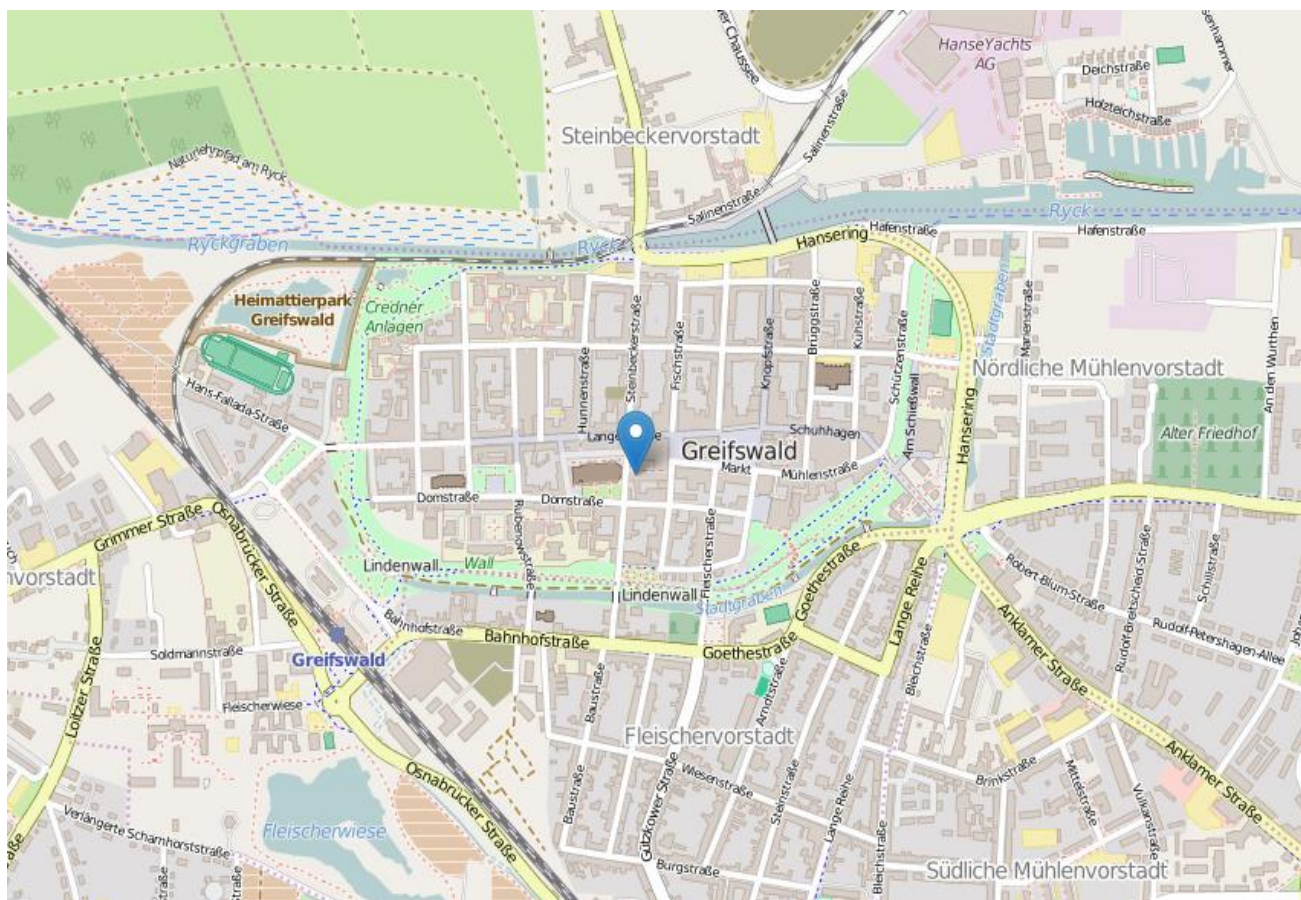 HanseYachts
AG
Deichstraße
Holzteichstraße
Salinenstraße
Steinbeckervorstadt
Naturlehrpfad am Ryck
Salinenstraße
Ryck
Ryckgraben
Ryck
Hansering
Hafenstraße
Hafenstraße
Heimattierpark
Greifswald
Credner
Anlagen
Hunnenstraße
Steinbeckerstraße
Fischstraße
Knopfstraße
Brüggstraße
Kuhstraße
Schützenstraße
Stadtgraben
Marienstraße
An den Wurthen
Nördliche Mühlenvorstadt
Hans-Fallada-Straße
Am Schießwall
Hansering
Alter Friedhof
Schuhhagen
Greifswald
Markt
Mühlenstraße
Domstraße
Domstraße
Rubenowstraße
Grimmer Straße
Osnabrücker Straße
Fleischerstraße
Goethestraße
Lindenwall
Wall
Lindenwall
Stadtgraben
Lange Reihe
Robert-Blum-Straße
Rudolf-Breitscheid-Straße
Schillstraße
Rudolf-Petershagen-Allee
nvorstadt
Bahnhofstraße
Bahnhofstraße
Goethestraße
Bleichstraße
Anklamer Straße
Soldmannstraße
Greifswald
Fleischerwiese
Loitzer Straße
Baustraße
Arndtstraße
Fleischervorstadt
Wiesenstraße
Brinkstraße
Anklamer Straße
Osnabrücker Straße
Baustraße
Gützkower Straße
Steinstraße
Lange Reihe
Mittelstraße
Vulkanstraße
Verlängerte Scharnhorststraße
Fleischerwiese
Burgstraße
Bleichstraße
Südliche Mühlenvorstadt